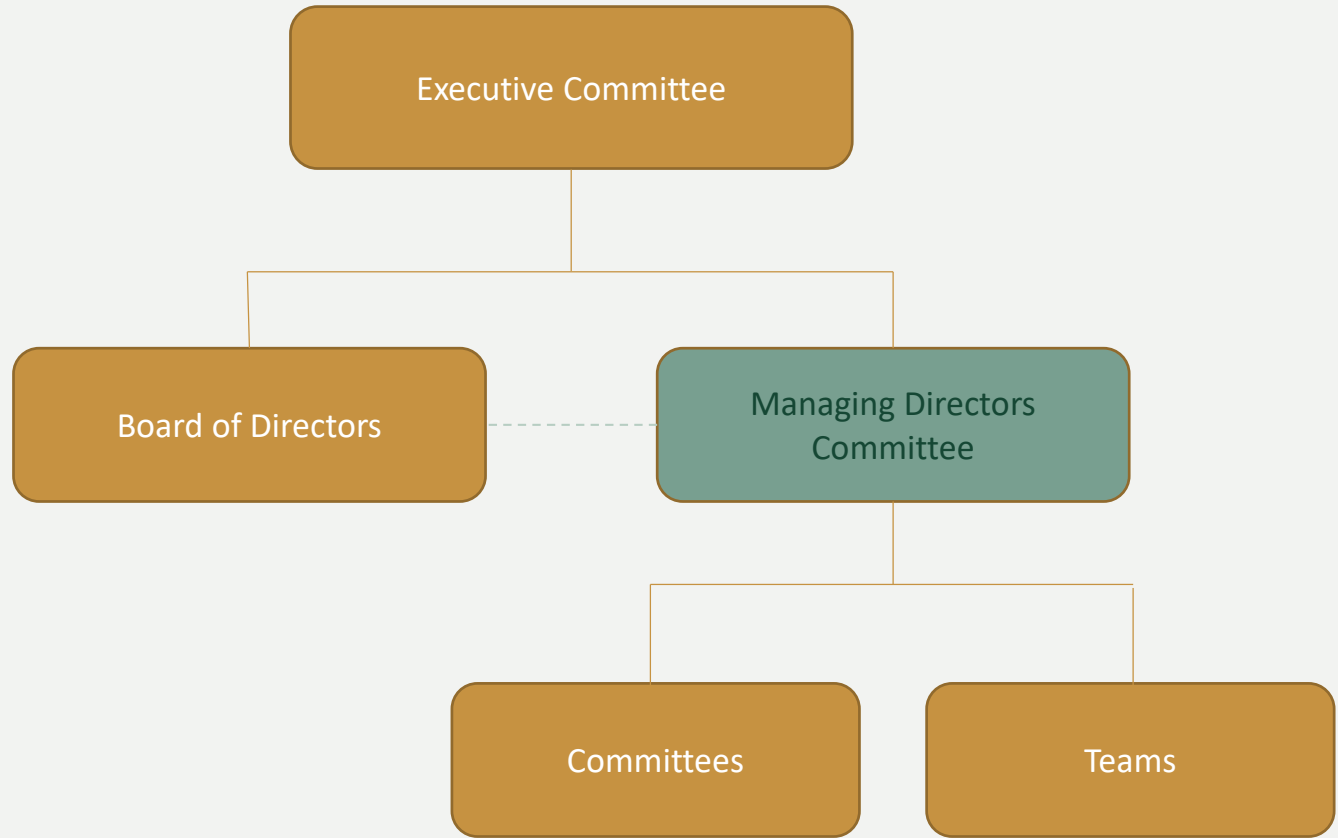 Executive Committee
Board of Directors
Managing Directors
Committee
Committees
Teams